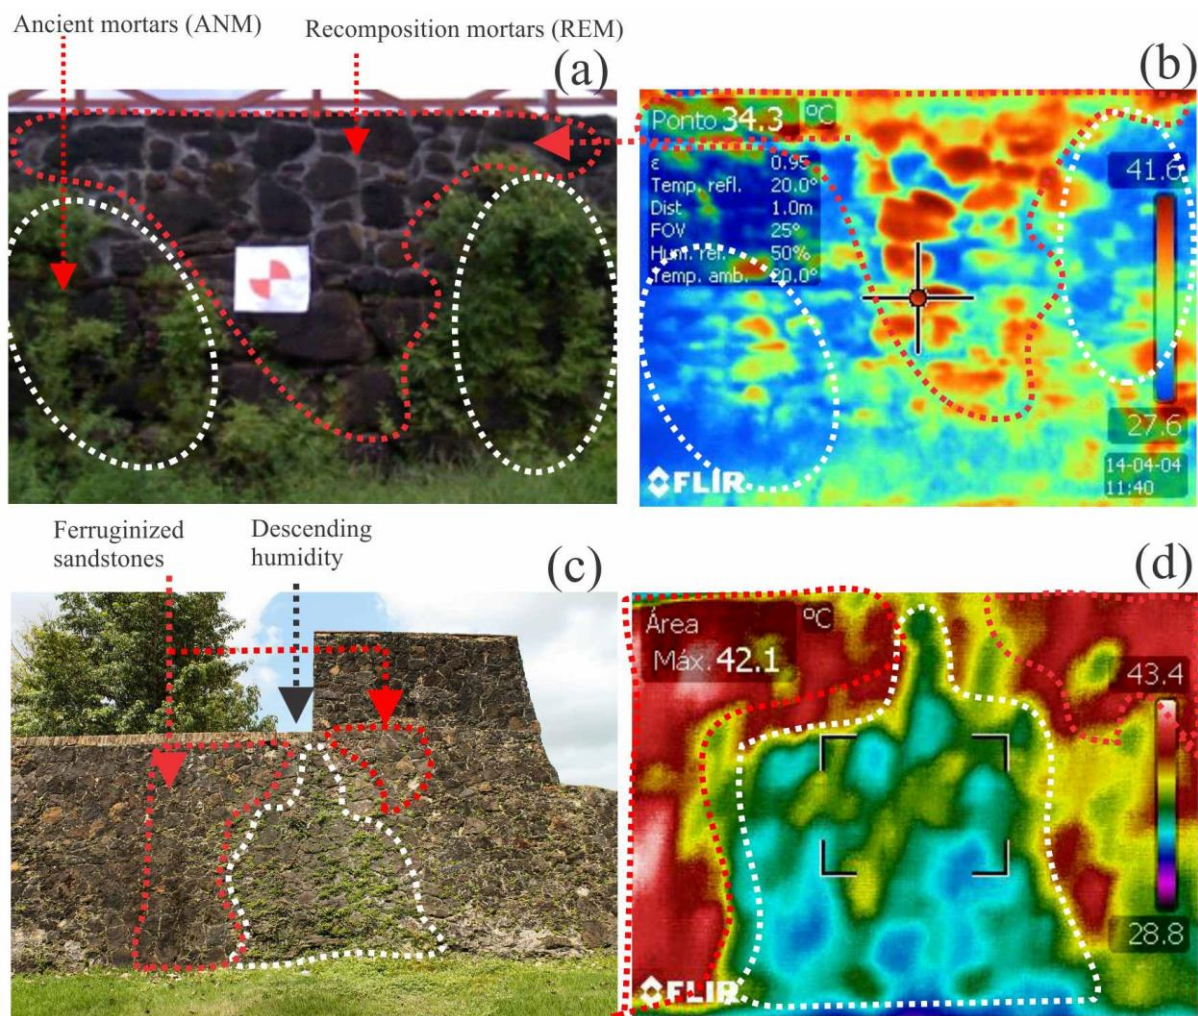 Ancient mortars (ANM)
Recomposition mortars (REM)
(a)
(b)
Ponto 34.3 °C
ε 0.95
Temp. refl. 20.0°
Dist 1.0m
FOV 25°
Hum. rel. 50%
Temp. amb. 20.0°
41.6
27.6
14-04-04
11:40
FLIR
Ferruginized
sandstones
Descending
humidity
(c)
(d)
Área °C
Máx. 42.1
43.4
28.8
FLIR